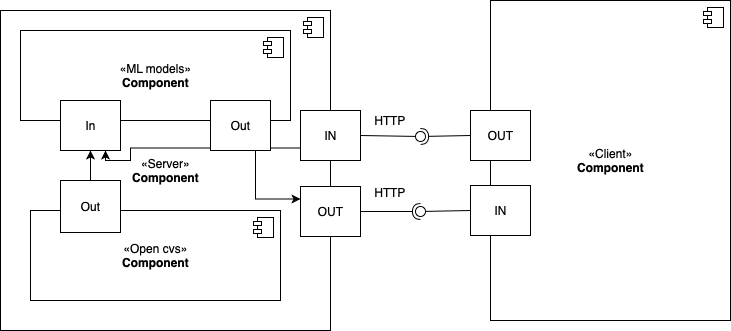 «ML models»
Component
In
Out
IN
HTTP
OUT
«Server»
Component
«Client»
Component
Out
OUT
HTTP
IN
«Open cvs»
Component